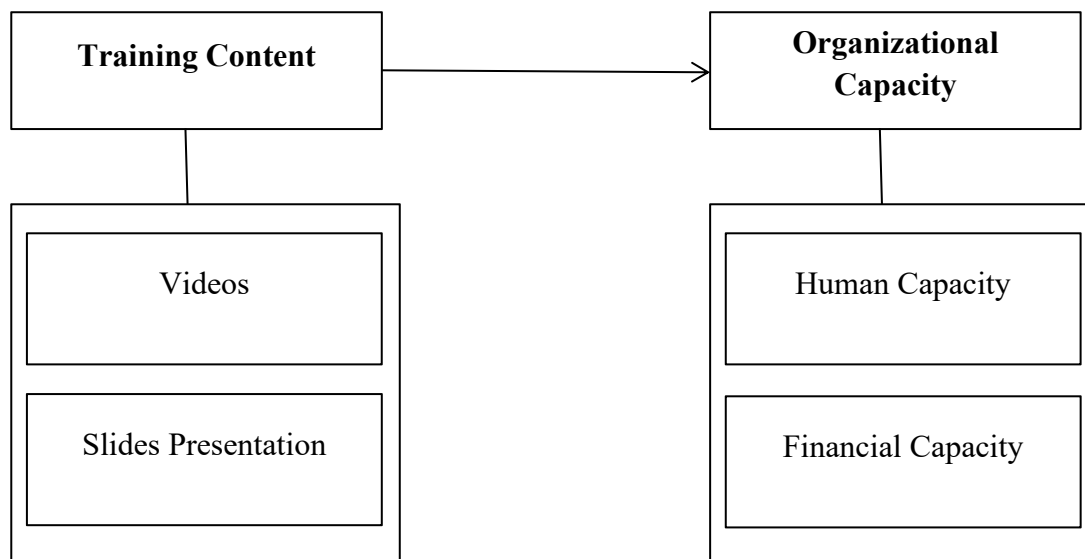 Training Content
Organizational
Capacity
Videos
Human Capacity
Slides Presentation
Financial Capacity